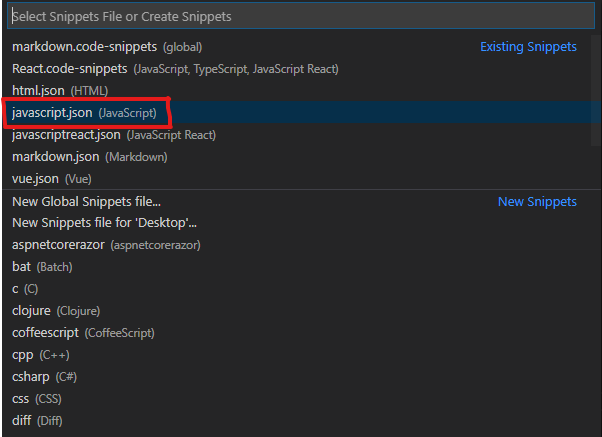 Select Snippets File or Create Snippets
markdown.code-snippets (global) Existing Snippets
React.code-snippets (JavaScript, TypeScript, JavaScript React)
html.json (HTML)
javascript.json (JavaScript)
javascriptreact.json (JavaScript React)
markdown.json (Markdown)
vue.json (Vue)
New Global Snippets file... New Snippets
New Snippets file for 'Desktop'...
aspnetcorerazor (aspnetcorerazor)
bat (Batch)
c (C)
clojure (Clojure)
coffeescript (CoffeeScript)
cpp (C++)
csharp (C#)
css (CSS)
diff (Diff)